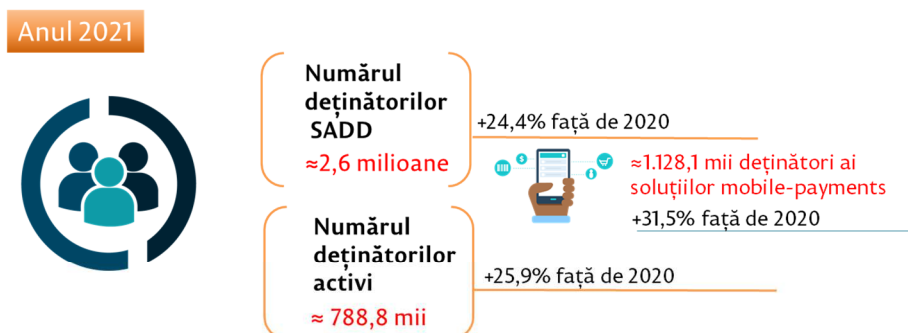 Anul 2021
Numărul
deținătorilor
SADD
≈2,6 milioane
+24,4% față de 2020
≈1.128,1 mii deținători ai
soluțiilor mobile-payments
+31,5% față de 2020
Numărul
deținătorilor
activi
≈ 788,8 mii
+25,9% față de 2020